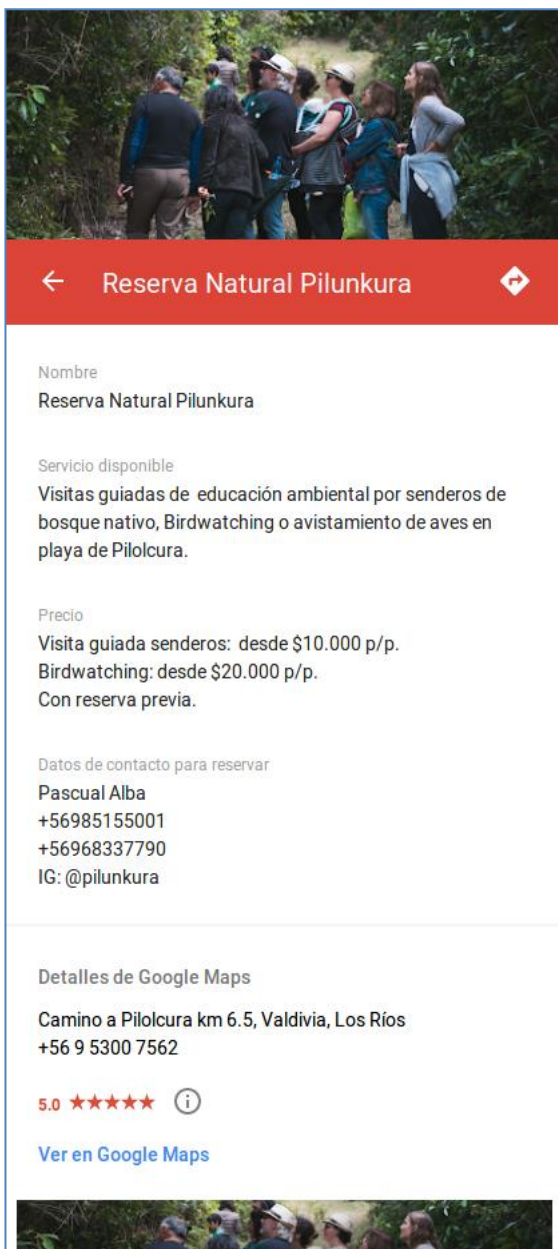 Reserva Natural Pilunkura
Nombre
Reserva Natural Pilunkura
Servicio disponible
Visitas guiadas de educación ambiental por senderos de
bosque nativo, Birdwatching o avistamiento de aves en
playa de Pilolcura.
Precio
Visita guiada senderos: desde $10.000 p/p.
Birdwatching: desde $20.000 p/p.
Con reserva previa.
Datos de contacto para reservar
Pascual Alba
+56985155001
+56968337790
IG: @pilunkura
Detalles de Google Maps
Camino a Pilolcura km 6.5, Valdivia, Los Ríos
+56 9 5300 7562
5.0
Ver en Google Maps